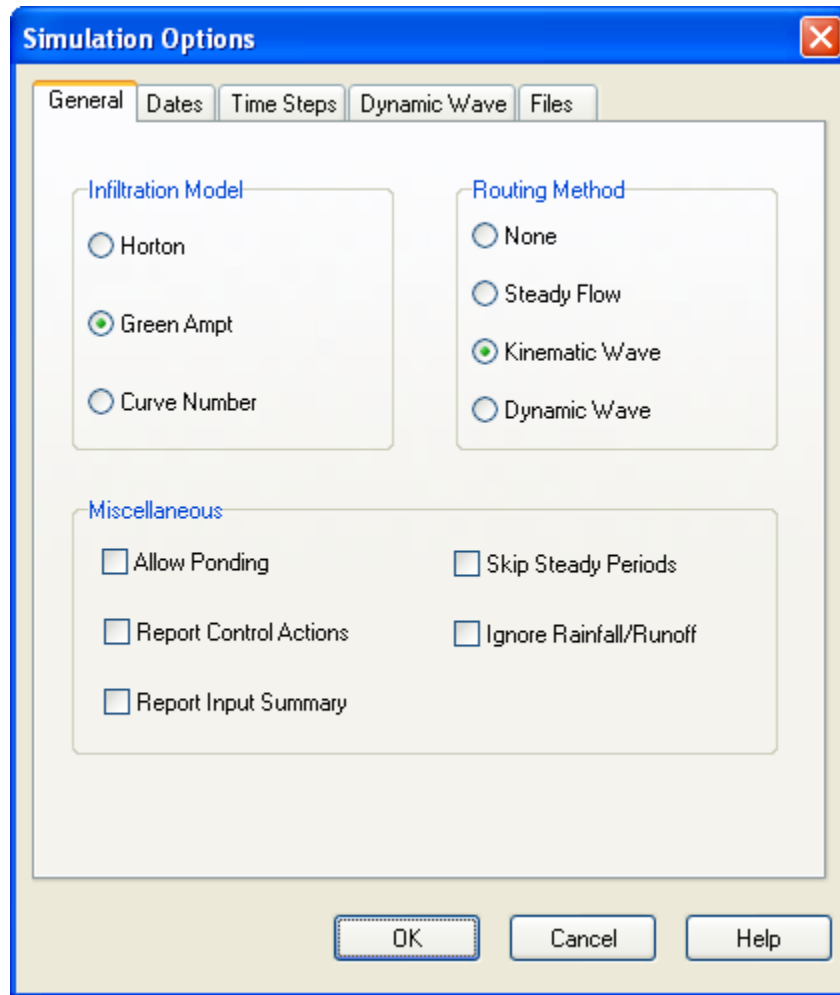 Simulation Options
General
Dates
Time Steps
Dynamic Wave
Files
Infiltration Model
Horton
Green Ampt
Curve Number
Routing Method
None
Steady Flow
Kinematic Wave
Dynamic Wave
Miscellaneous
Allow Ponding
Report Control Actions
Report Input Summary
Skip Steady Periods
Ignore Rainfall/Runoff
OK
Cancel
Help